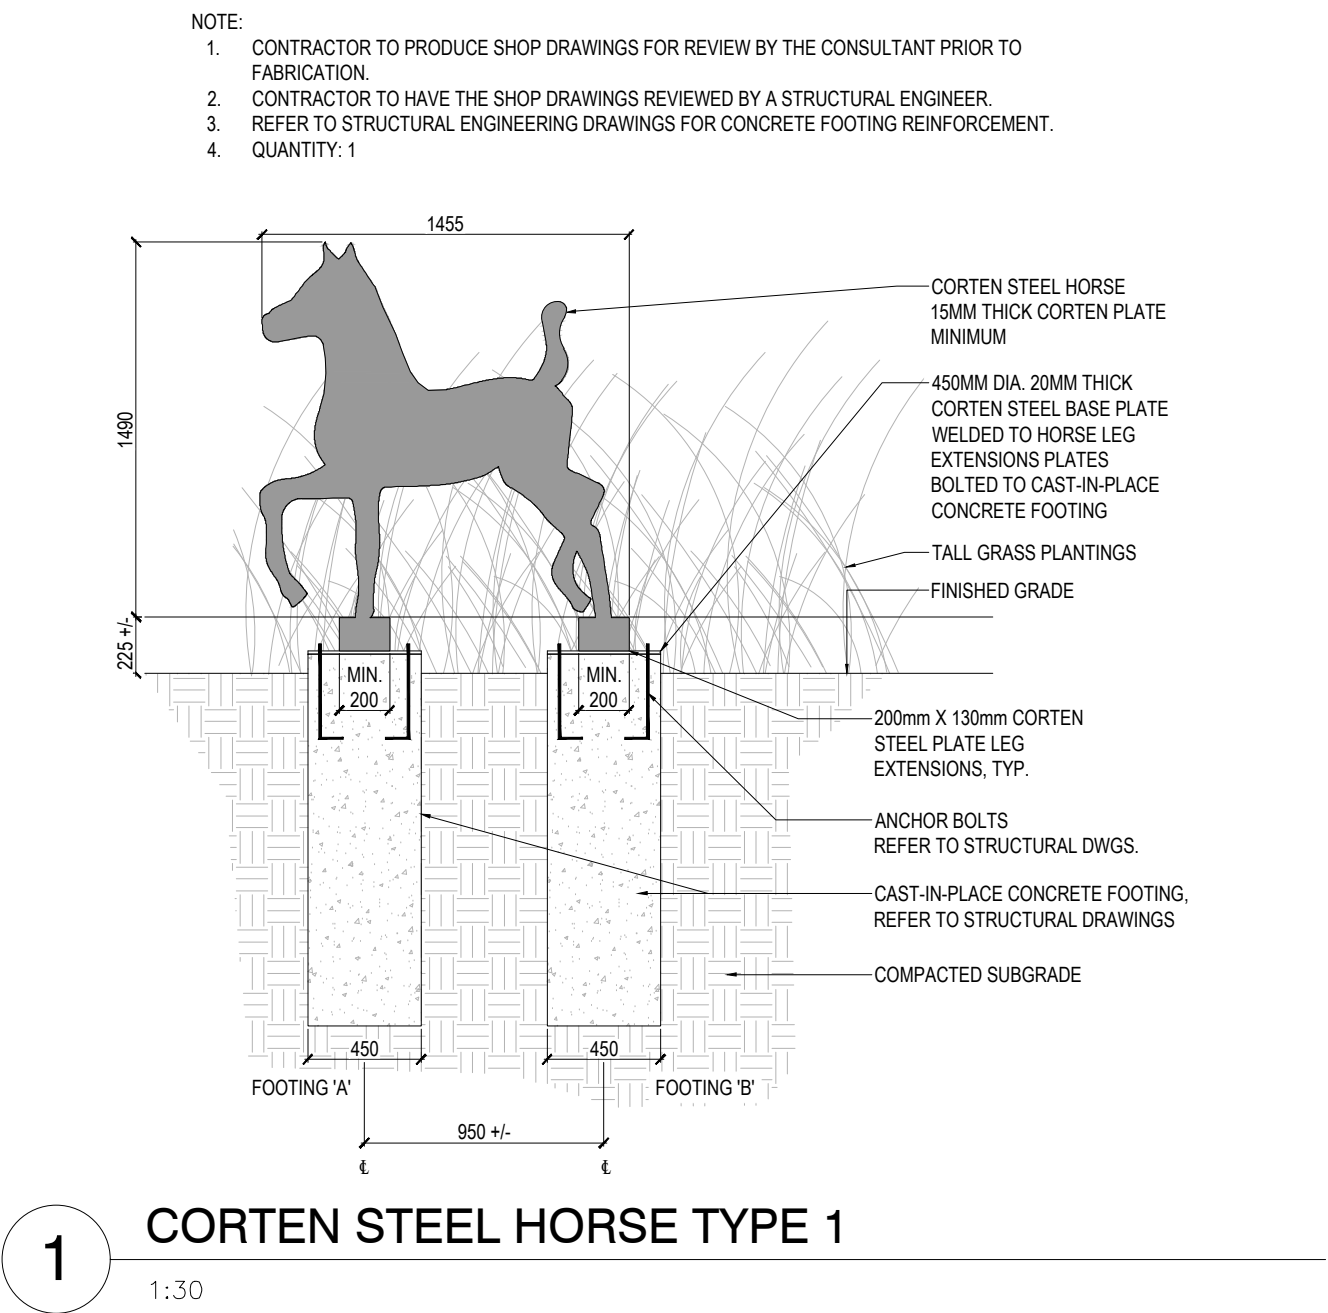 NOTE:
1. CONTRACTOR TO PRODUCE SHOP DRAWINGS FOR REVIEW BY THE CONSULTANT PRIOR TO
FABRICATION.
2. CONTRACTOR TO HAVE THE SHOP DRAWINGS REVIEWED BY A STRUCTURAL ENGINEER.
3. REFER TO STRUCTURAL ENGINEERING DRAWINGS FOR CONCRETE FOOTING REINFORCEMENT.
4. QUANTITY: 1
1455
1490
225 +/-
CORTEN STEEL HORSE
15MM THICK CORTEN PLATE
MINIMUM
450MM DIA. 20MM THICK
CORTEN STEEL BASE PLATE
WELDED TO HORSE LEG
EXTENSIONS PLATES
BOLTED TO CAST-IN-PLACE
CONCRETE FOOTING
TALL GRASS PLANTINGS
FINISHED GRADE
MIN.
200
MIN.
200
200mm X 130mm CORTEN
STEEL PLATE LEG
EXTENSIONS, TYP.
ANCHOR BOLTS
REFER TO STRUCTURAL DWGS.
CAST-IN-PLACE CONCRETE FOOTING,
REFER TO STRUCTURAL DRAWINGS
COMPACTED SUBGRADE
450
450
FOOTING 'A'
FOOTING 'B'
950 +/-
℄
℄
1
CORTEN STEEL HORSE TYPE 1
1:30